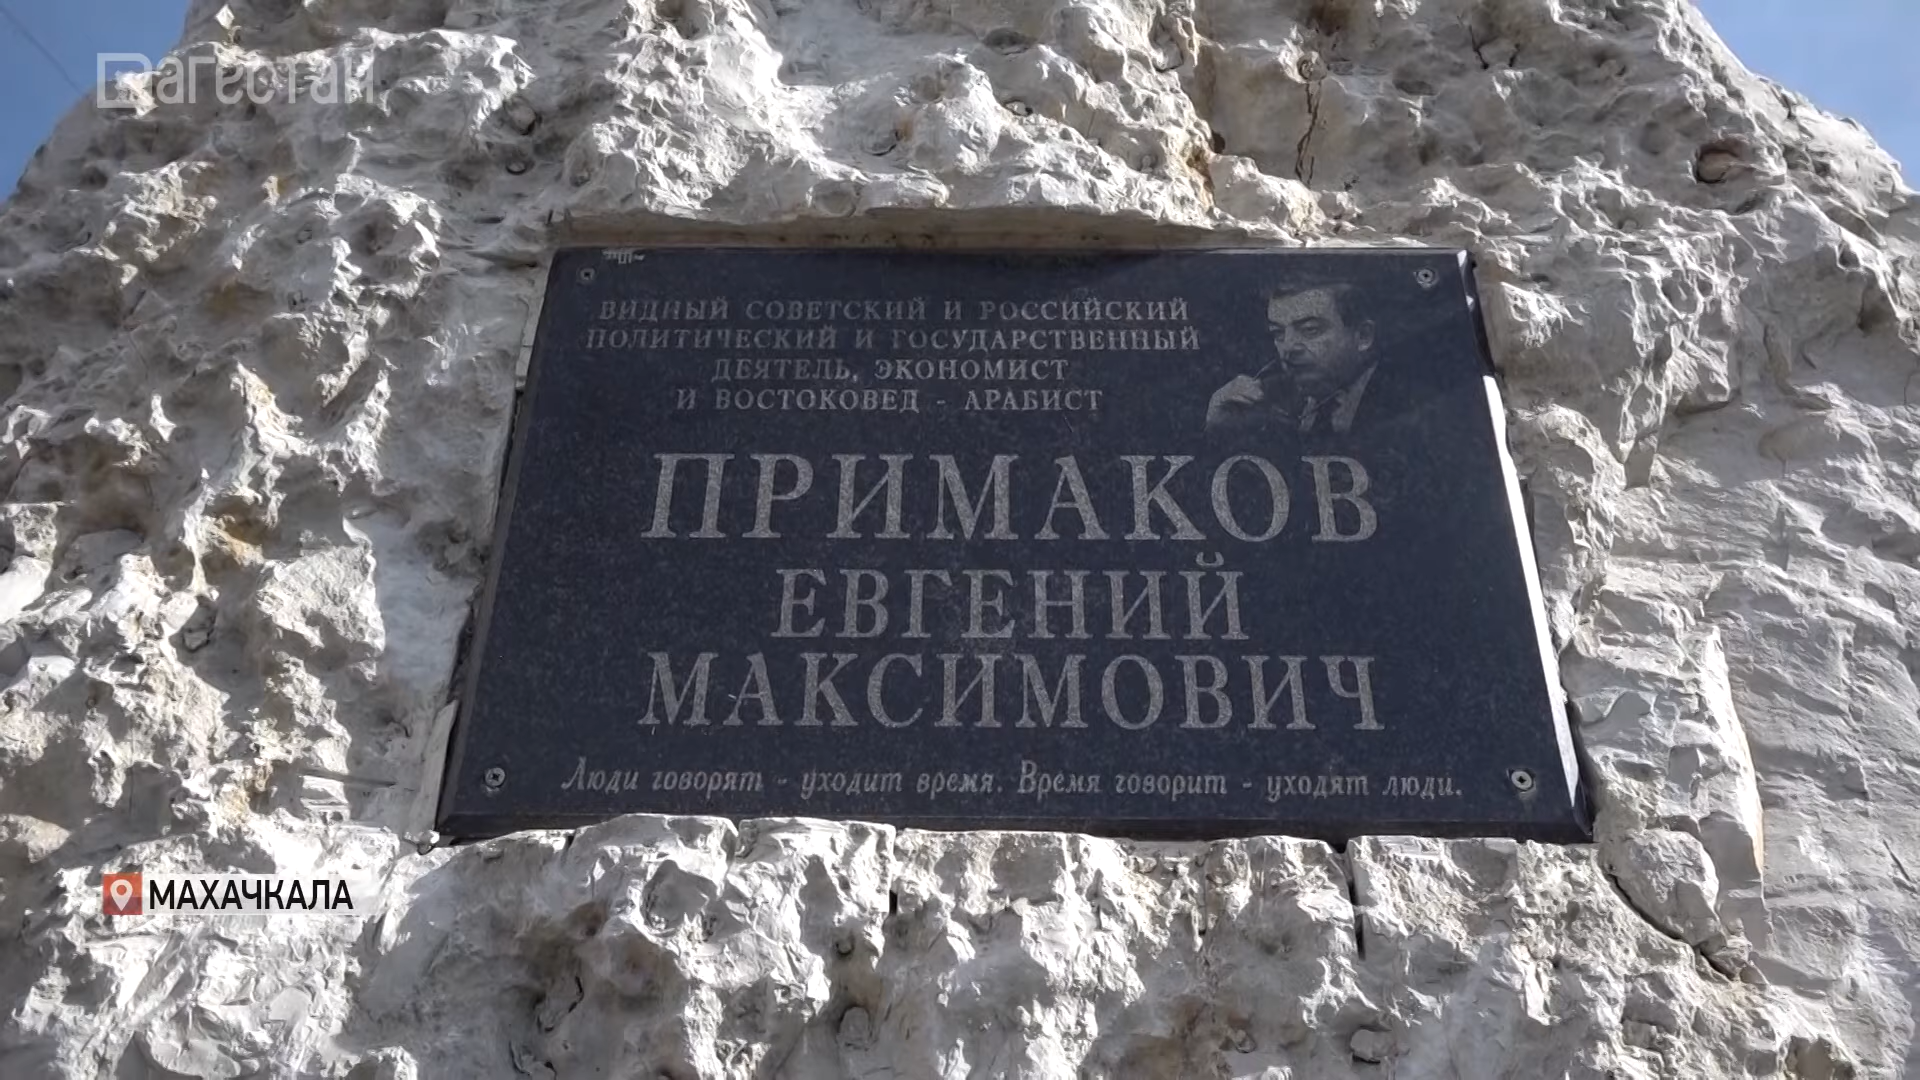 Дагестан
ВИДНЫЙ СОВЕТСКИЙ И РОССИЙСКИЙ
ПОЛИТИЧЕСКИЙ И ГОСУДАРСТВЕННЫЙ
ДЕЯТЕЛЬ, ЭКОНОМИСТ
И ВОСТОКОВЕД - АРАБИСТ
ПРИМАКОВ
ЕВГЕНИЙ
МАКСИМОВИЧ
Люди говорят - уходит время. Время говорит - уходят люди.
МАХАЧКАЛА